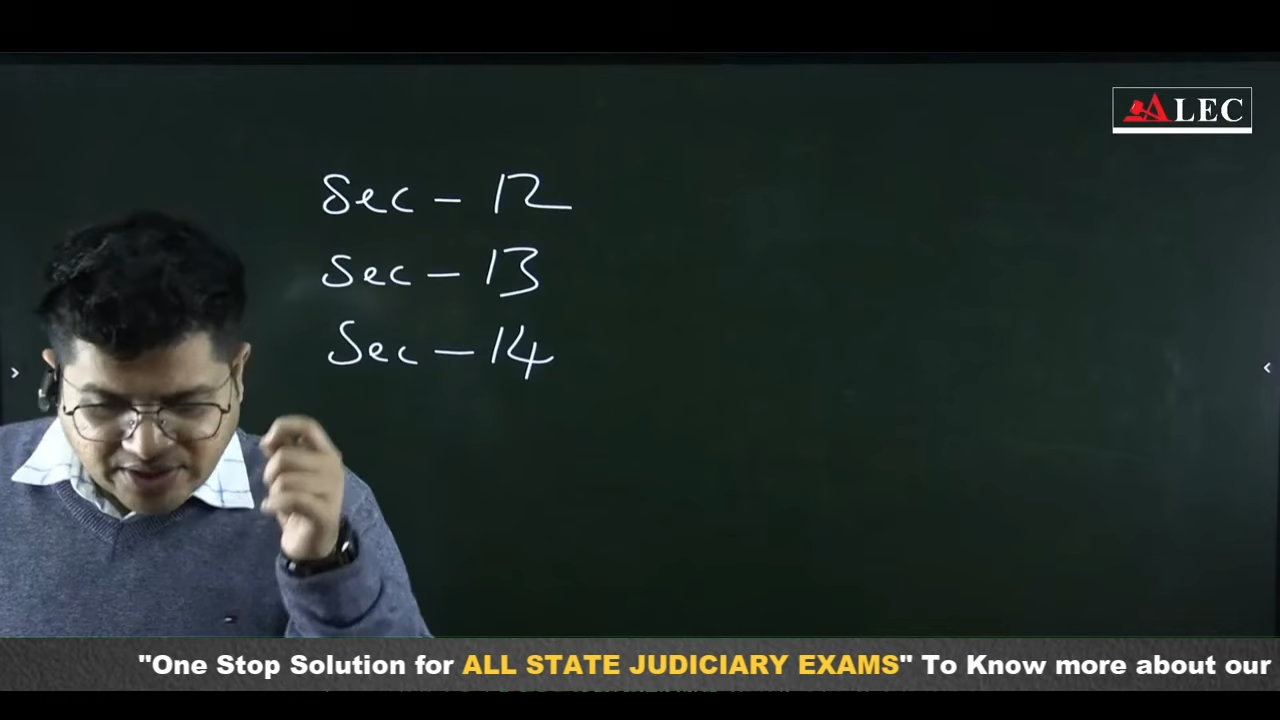 ALEC
Sec - 12
Sec - 13
Sec - 14
"One Stop Solution for ALL STATE JUDICIARY EXAMS" To Know more about our